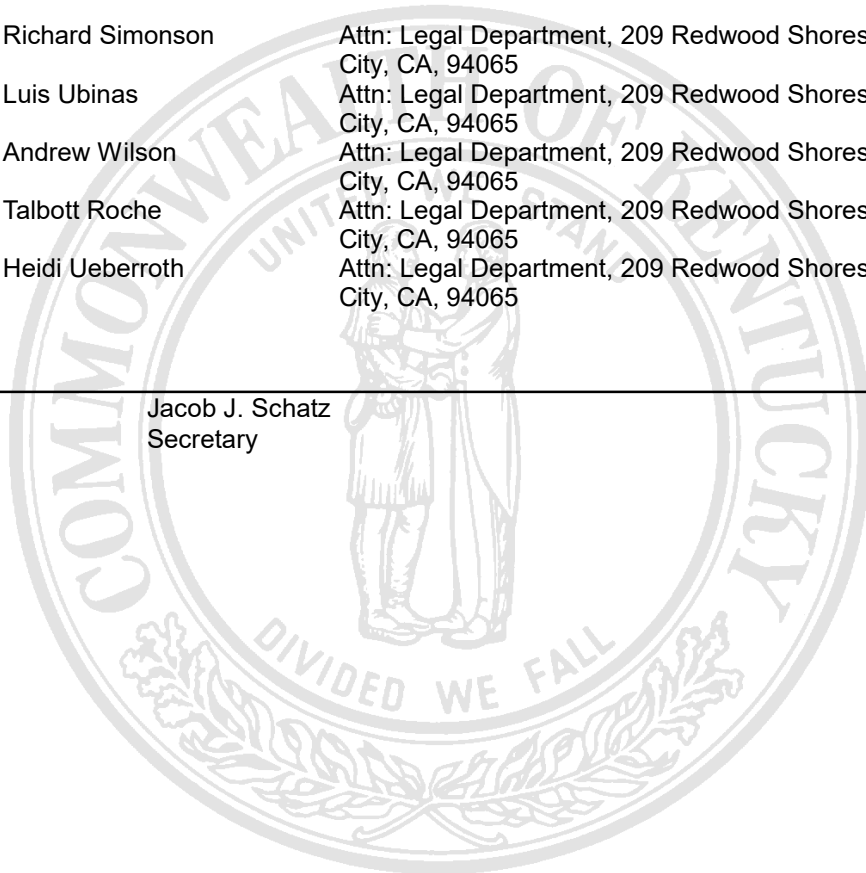 Richard Simonson Attn: Legal Department, 209 Redwood Shores
City, CA, 94065
Luis Ubinas Attn: Legal Department, 209 Redwood Shores
City, CA, 94065
Andrew Wilson Attn: Legal Department, 209 Redwood Shores
City, CA, 94065
Talbott Roche Attn: Legal Department, 209 Redwood Shores
City, CA, 94065
Heidi Ueberroth Attn: Legal Department, 209 Redwood Shores
City, CA, 94065
Jacob J. Schatz
Secretary
COMMONWEALTH OF KENTUCKY
UNITED WE STAND
DIVIDED WE FALL